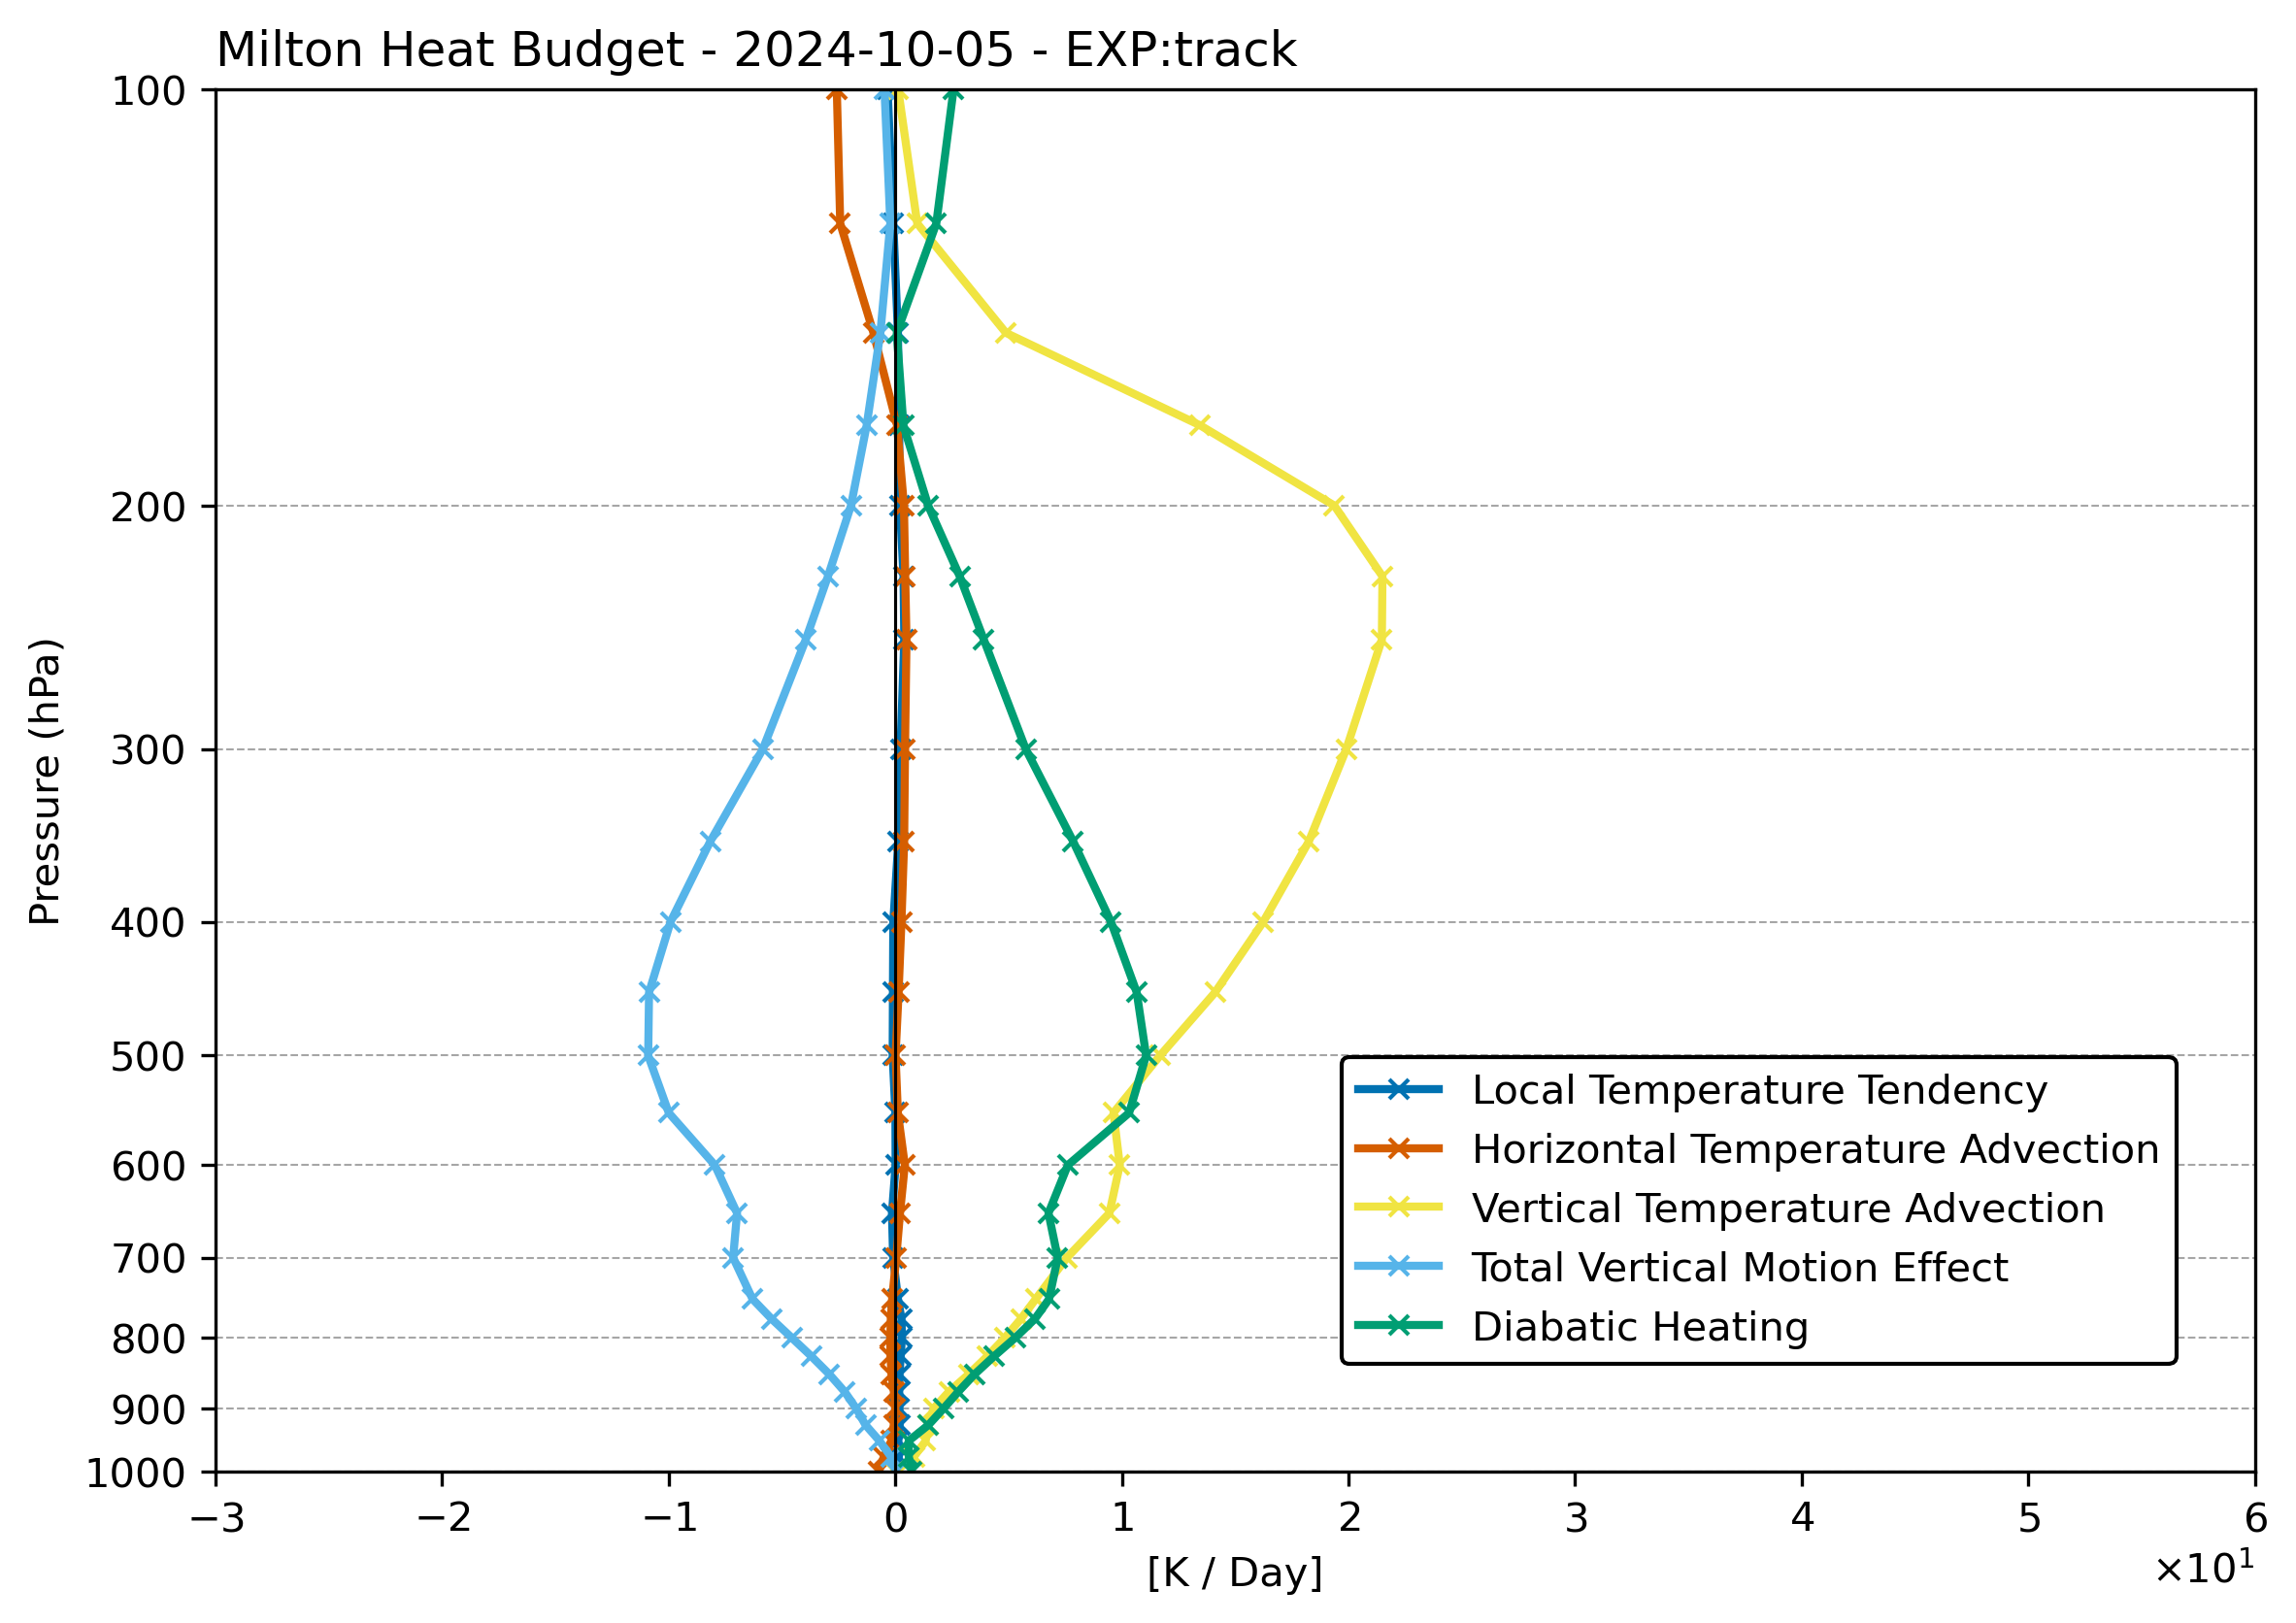 Milton Heat Budget - 2024-10-05 - EXP:track
100
200
300
400
500
600
700
800
900
1000
Pressure (hPa)
Local Temperature Tendency
Horizontal Temperature Advection
Vertical Temperature Advection
Total Vertical Motion Effect
Diabatic Heating
−3 −2 −1 0 1 2 3 4 5 6
[K / Day]
×10¹